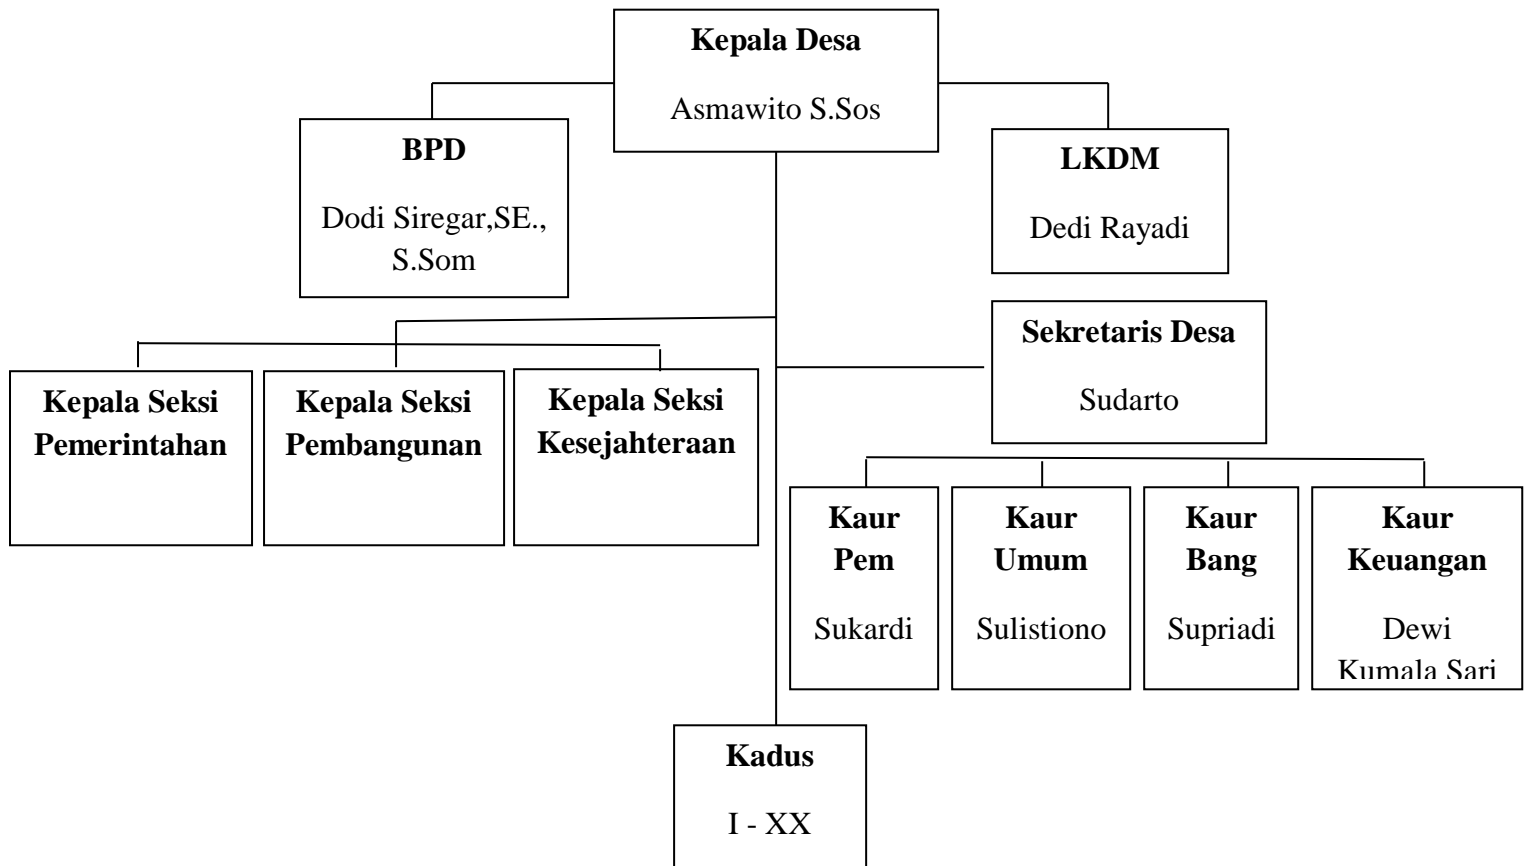 Kepala Desa
Asmawito S.Sos
BPD
Dodi Siregar,SE.,
S.Som
LKDM
Dedi Rayadi
Sekretaris Desa
Sudarto
Kepala Seksi
Pemerintahan
Kepala Seksi
Pembangunan
Kepala Seksi
Kesejahteraan
Kaur
Pem
Sukardi
Kaur
Umum
Sulistiono
Kaur
Bang
Supriadi
Kaur
Keuangan
Dewi
Kumala Sari
Kadus
I - XX